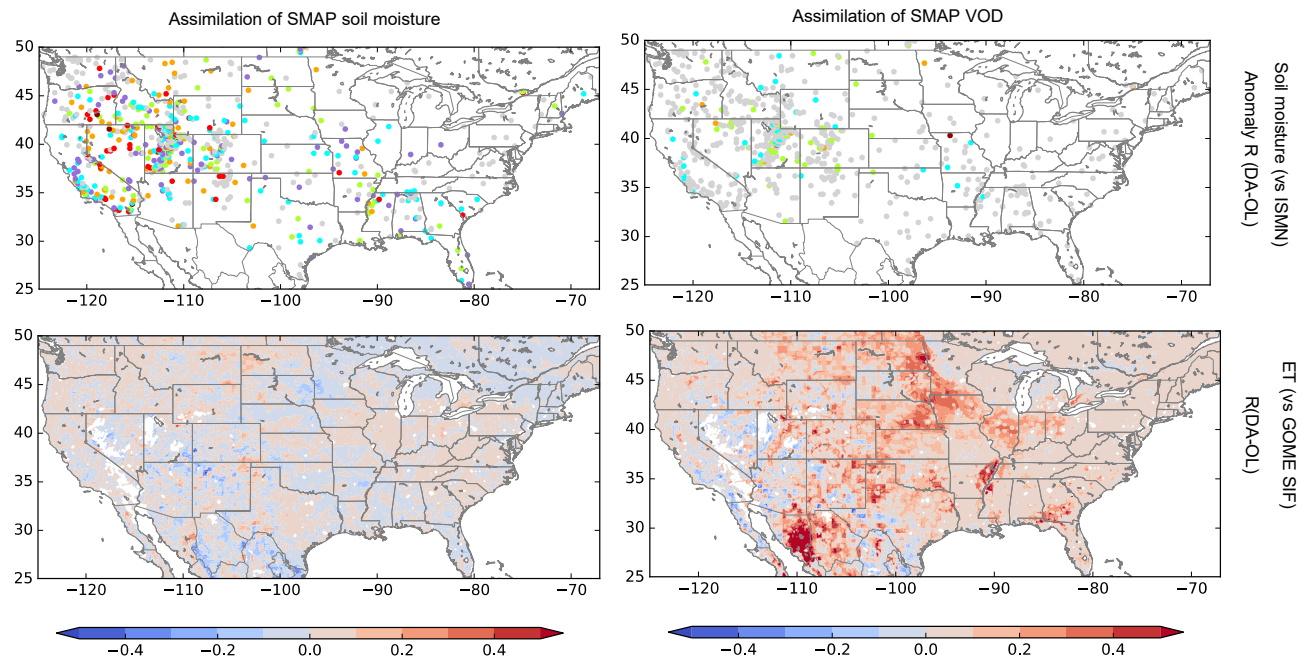 Assimilation of SMAP soil moisture
Assimilation of SMAP VOD
50
45
40
35
30
25
−120 −110 −100 −90 −80 −70
50
45
40
35
30
25
−120 −110 −100 −90 −80 −70
Soil moisture (vs ISMN)
Anomaly R (DA-OL)
50
45
40
35
30
25
−120 −110 −100 −90 −80 −70
50
45
40
35
30
25
−120 −110 −100 −90 −80 −70
ET (vs GOME SIF)
R(DA-OL)
−0.4 −0.2 0.0 0.2 0.4
−0.4 −0.2 0.0 0.2 0.4